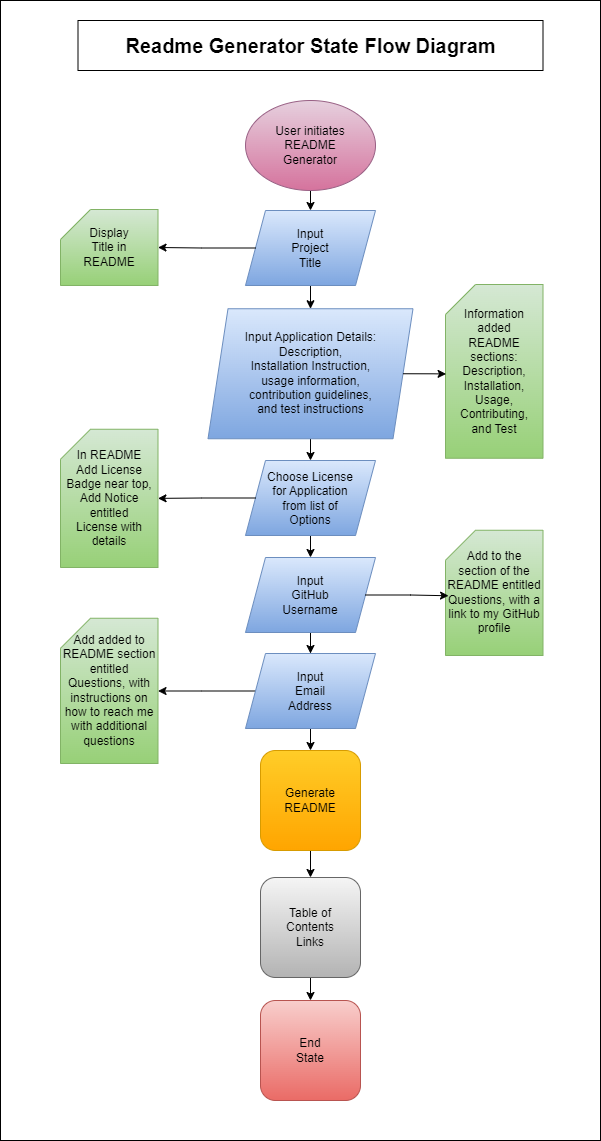 Readme Generator State Flow Diagram
User initiates
README
Generator
Display
Title in
README
Input
Project
Title
Input Application Details:
Description,
Installation Instruction,
usage information,
contribution guidelines,
and test instructions
Information
added
README
sections:
Description,
Installation,
Usage,
Contributing,
and Test
In README
Add License
Badge near top,
Add Notice
entitled
License with
details
Choose License
for Application
from list of
Options
Input
GitHub
Username
Add to the
section of the
README entitled
Questions, with a
link to my GitHub
profile
Add added to
README section
entitled
Questions, with
instructions on
how to reach me
with additional
questions
Input
Email
Address
Generate
README
Table of
Contents
Links
End
State